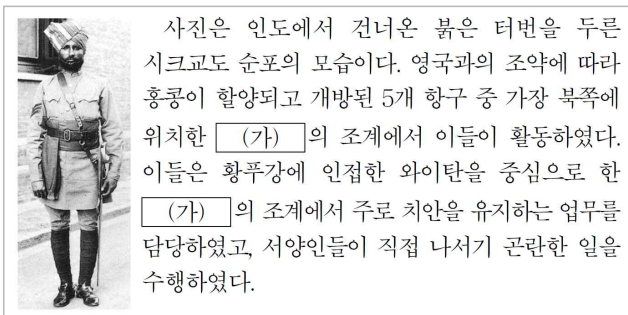 사진은 인도에서 건너온 붉은 터번을 두른
시크교도 순포의 모습이다. 영국과의 조약에 따라
홍콩이 할양되고 개방된 5개 항구 중 가장 북쪽에
위치한 (가) 의 조계에서 이들이 활동하였다.
이들은 황푸강에 인접한 와이탄을 중심으로 한
(가) 의 조계에서 주로 치안을 유지하는 업무를
담당하였고, 서양인들이 직접 나서기 곤란한 일을
수행하였다.